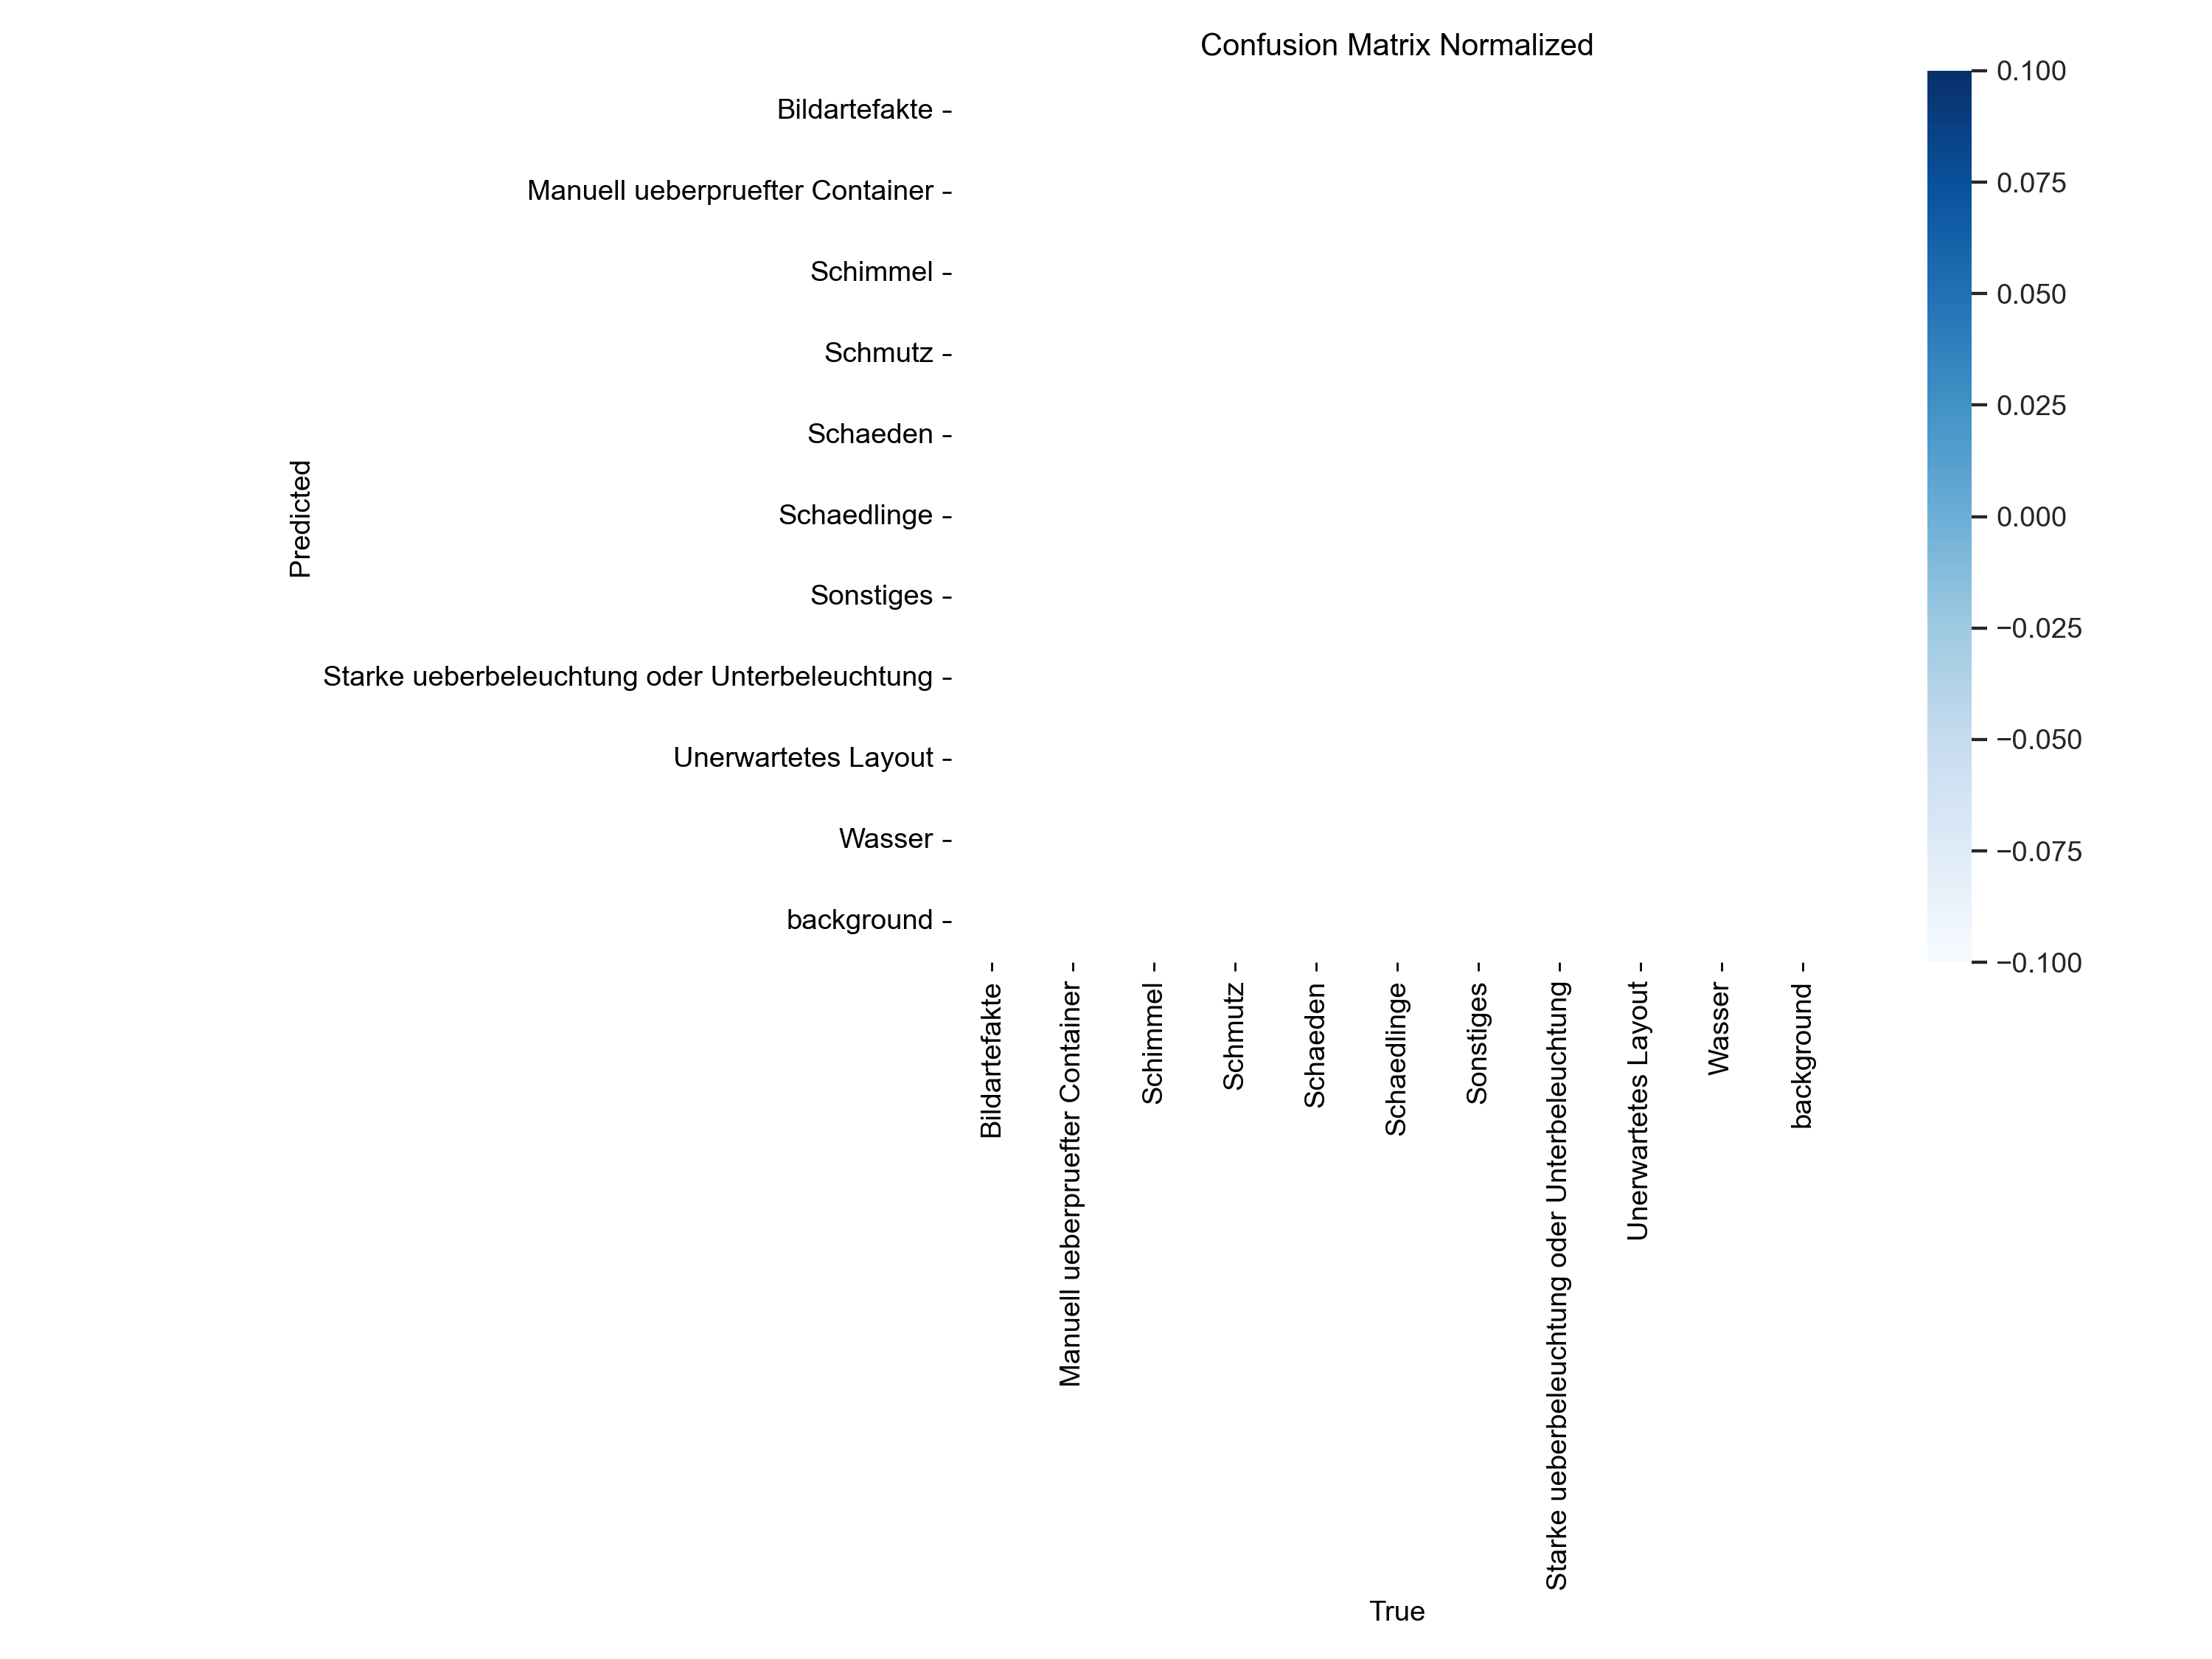 Confusion Matrix Normalized
Predicted
Bildartefakte
Manuell ueberpruefter Container
Schimmel
Schmutz
Schaeden
Schaedlinge
Sonstiges
Starke ueberbeleuchtung oder Unterbeleuchtung
Unerwartetes Layout
Wasser
background
Bildartefakte
Manuell ueberpruefter Container
Schimmel
Schmutz
Schaeden
Schaedlinge
Sonstiges
Starke ueberbeleuchtung oder Unterbeleuchtung
Unerwartetes Layout
Wasser
background
True
0.100
0.075
0.050
0.025
0.000
−0.025
−0.050
−0.075
−0.100